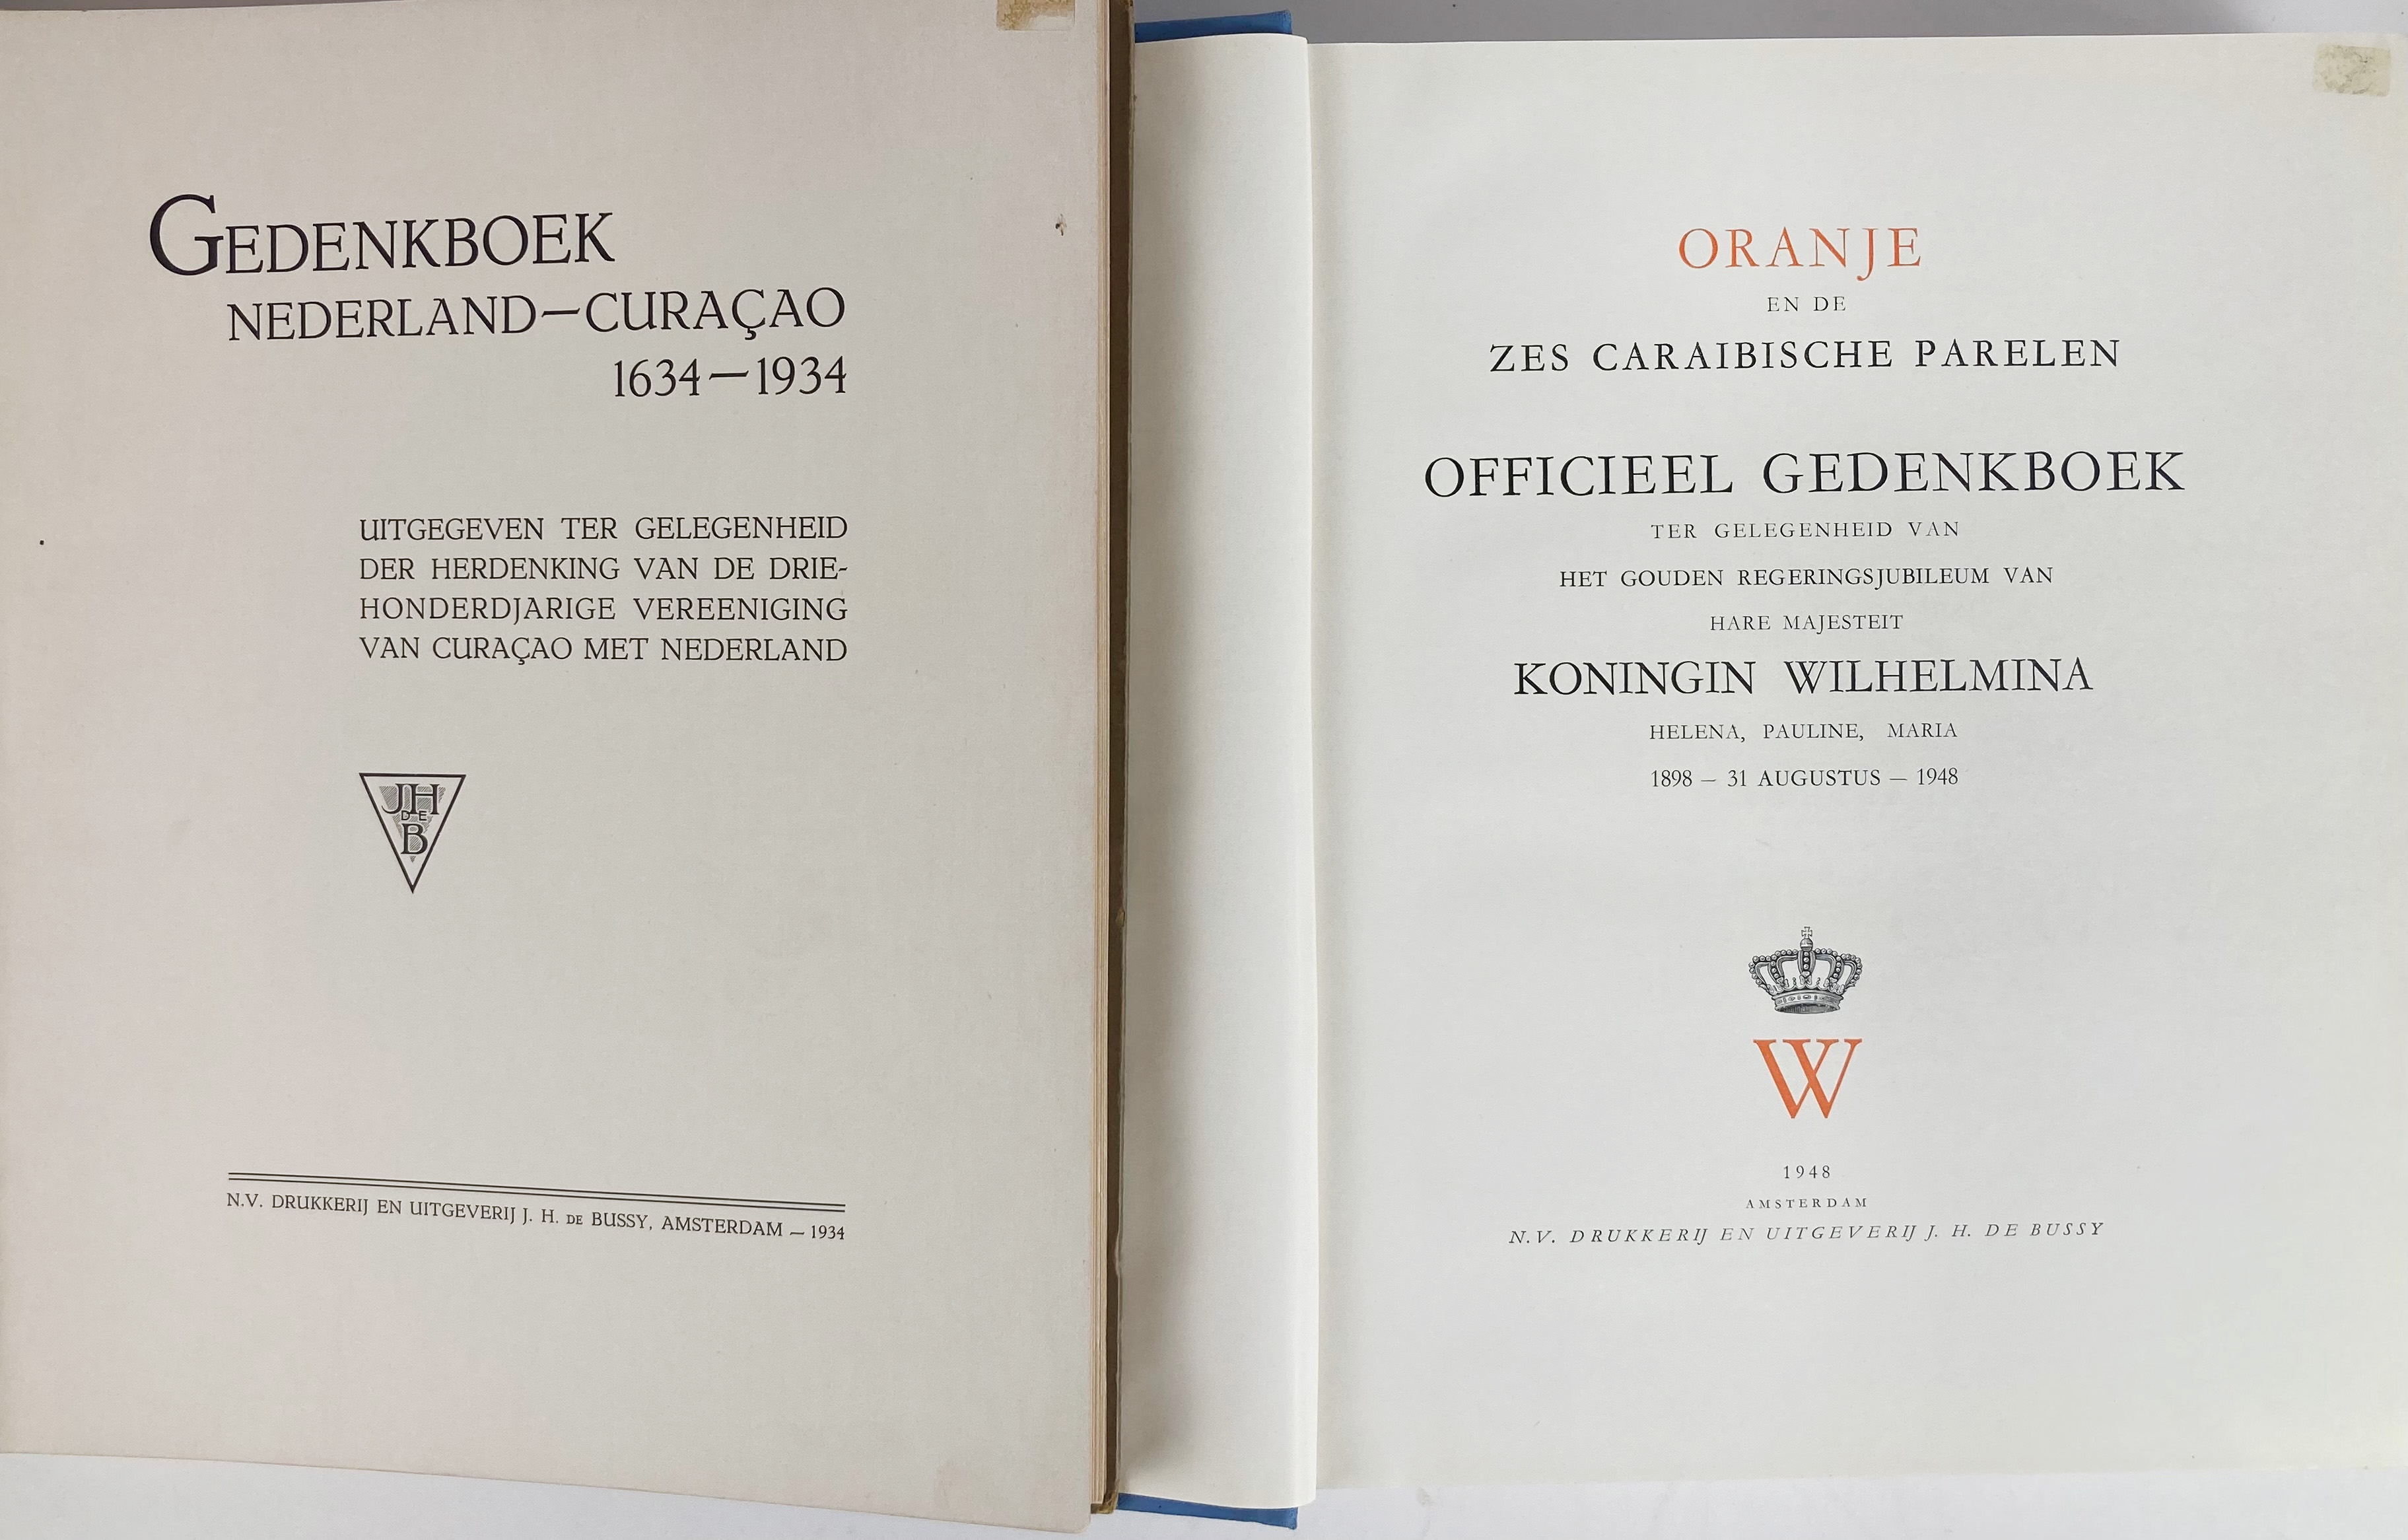 GEDENKBOEK
NEDERLAND—CURAÇAO
1634—1934
UITGEGEVEN TER GELEGENHEID
DER HERDENKING VAN DE DRIE-
HONDERDJARIGE VEREENIGING
VAN CURAÇAO MET NEDERLAND
JH
DE
B
N.V. DRUKKERIJ EN UITGEVERIJ J. H. DE BUSSY, AMSTERDAM — 1934
ORANJE
EN DE
ZES CARAIBISCHE PARELEN
OFFICIEEL GEDENKBOEK
TER GELEGENHEID VAN
HET GOUDEN REGERINGSJUBILEUM VAN
HARE MAJESTEIT
KONINGIN WILHELMINA
HELENA, PAULINE, MARIA
1898 — 31 AUGUSTUS — 1948
W
1948
AMSTERDAM
N.V. DRUKKERIJ EN UITGEVERIJ J. H. DE BUSSY